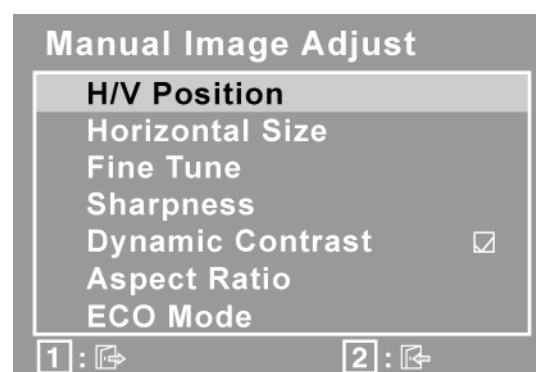 Manual Image Adjust
H/V Position
Horizontal Size
Fine Tune
Sharpness
Dynamic Contrast
Aspect Ratio
ECO Mode
1 : 2 :